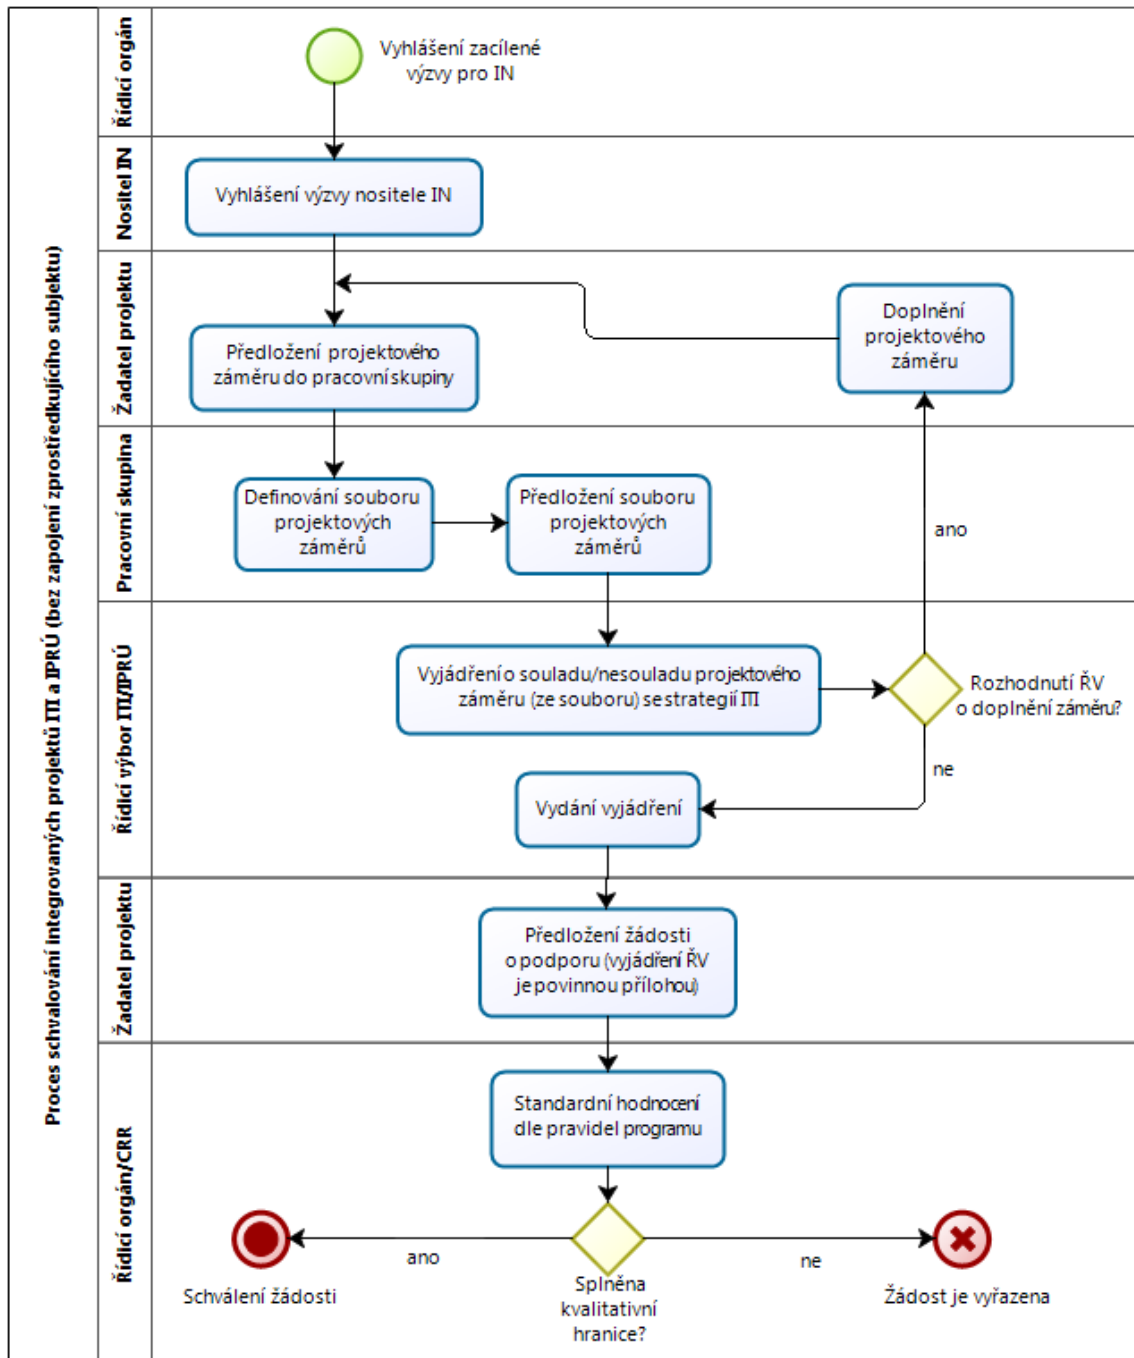 Proces schvalování integrovaných projektů ITI a IPRÚ (bez zapojení zprostředkujícího subjektu)
Řídicí orgán
Vyhlášení zacílené
výzvy pro IN
Nositel IN
Vyhlášení výzvy nositele IN
Žadatel projektu
Předložení projektového
záměru do pracovní skupiny
Doplnění
projektového
záměru
Pracovní skupina
Definování souboru
projektových
záměrů
Předložení souboru
projektových
záměrů
ano
Řídicí výbor ITI/IPRÚ
Vyjádření o souladu/nesouladu projektového
záměru (ze souboru) se strategií ITI
Rozhodnutí ŘV
o doplnění záměru?
ne
Vydání vyjádření
Žadatel projektu
Předložení žádosti
o podporu (vyjádření ŘV
je povinnou přílohou)
Řídicí orgán/CRR
Standardní hodnocení
dle pravidel programu
ano
ne
Schválení žádosti
Splněna
kvalitativní
hranice?
Žádost je vyřazena